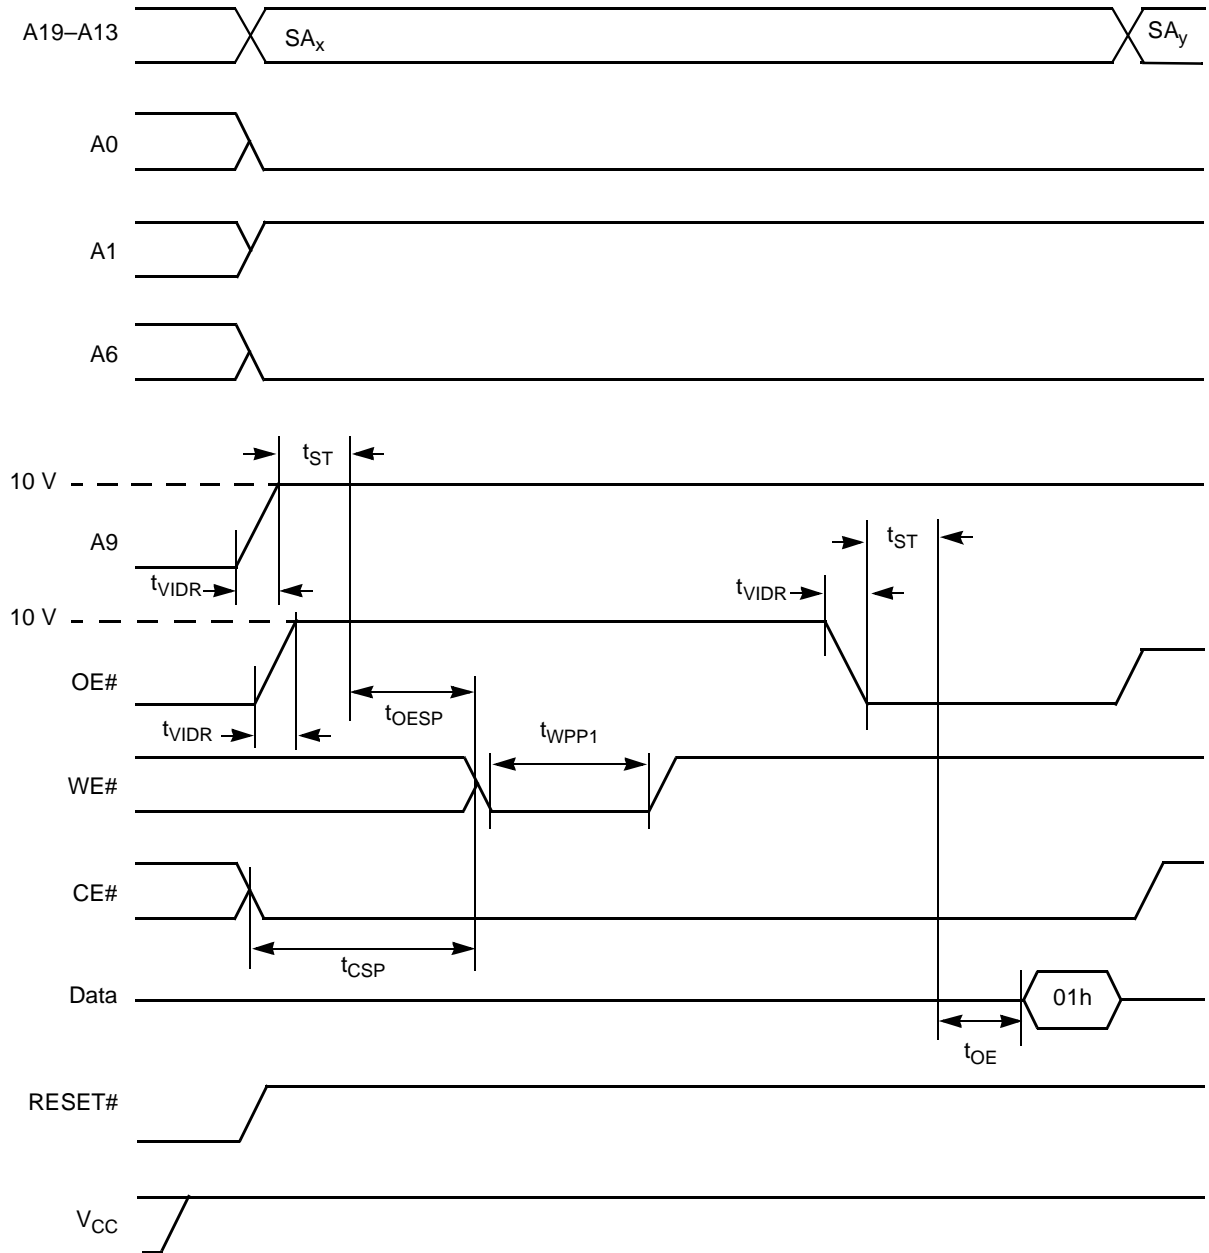 A19–A13
SAx
SAy
A0
A1
A6
tST
10 V
A9
tST
tVIDR
tVIDR
10 V
OE#
tOESP
tVIDR
tWPP1
WE#
CE#
tCSP
Data
01h
tOE
RESET#
VCC